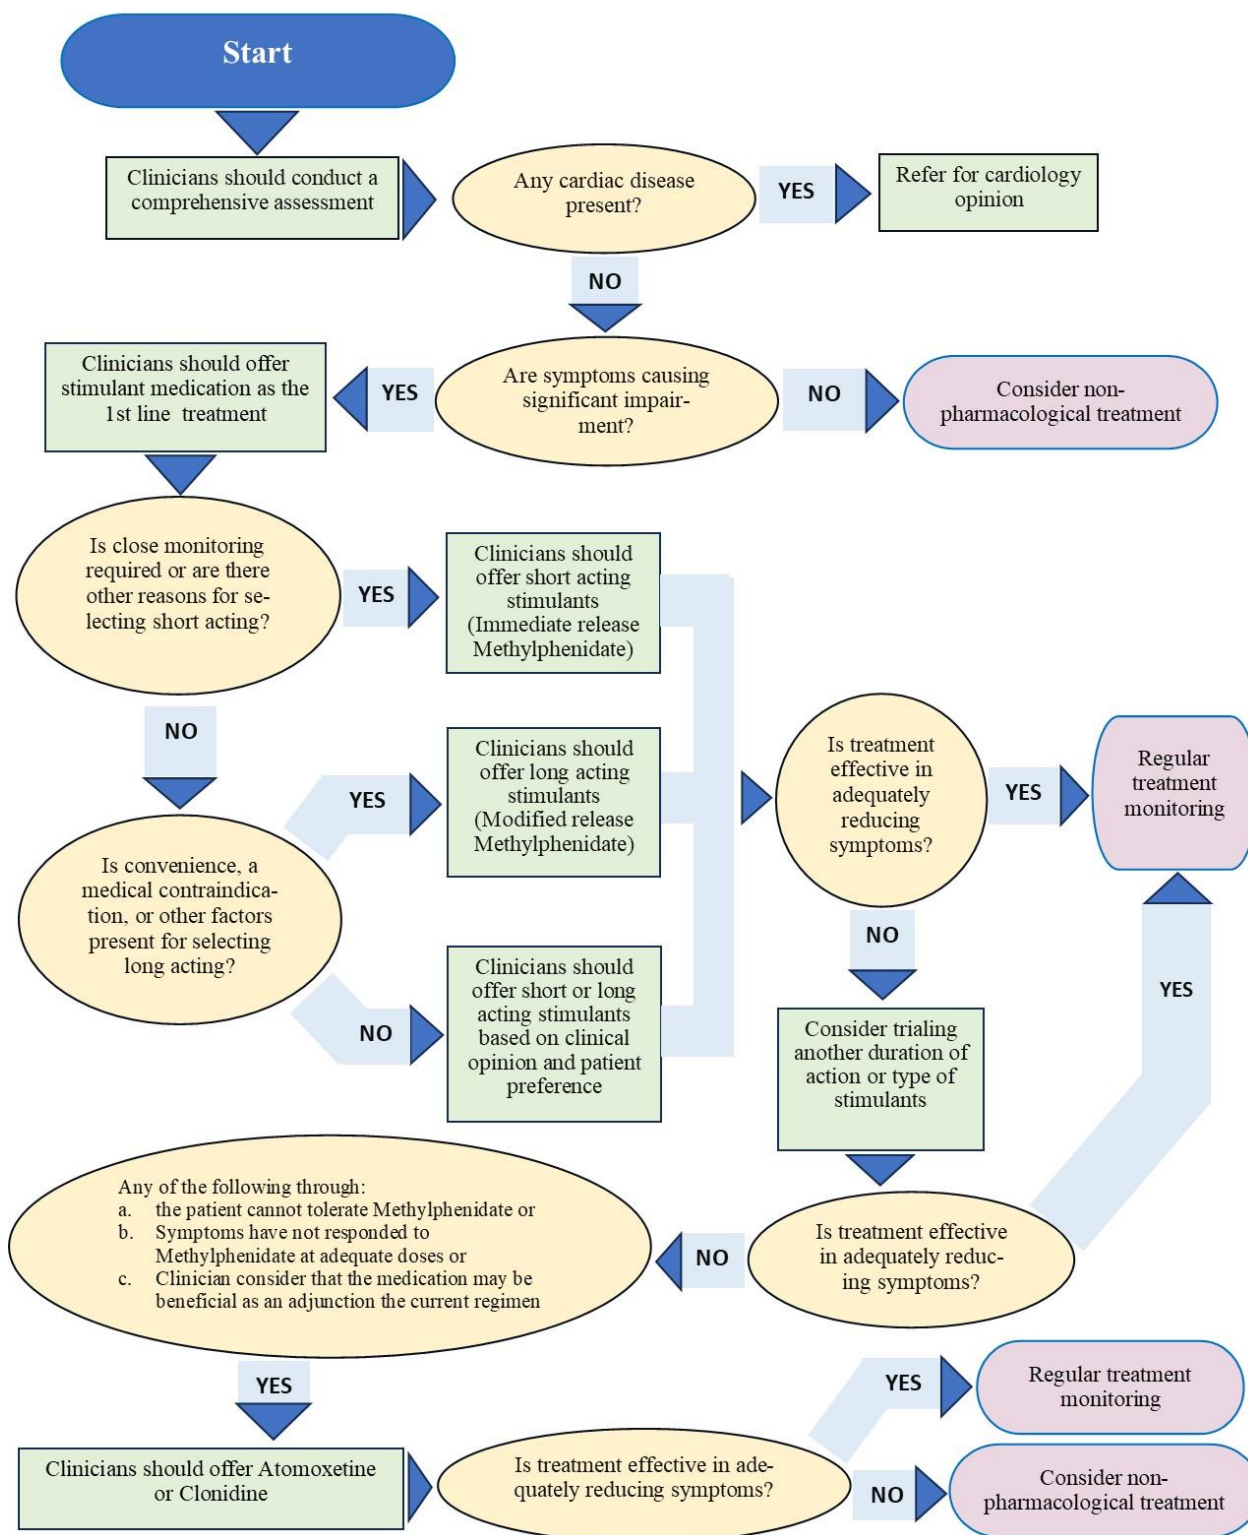 Start
Clinicians should conduct a
comprehensive assessment
Any cardiac disease
present?
YES
Refer for cardiology
opinion
NO
Are symptoms causing
significant impair-
ment?
YES
Clinicians should offer
stimulant medication as the
1st line  treatment
NO
Consider non-
pharmacological treatment
Is close monitoring
required or are there
other reasons for se-
lecting short acting?
YES
Clinicians should
offer short acting
stimulants
(Immediate release
Methylphenidate)
NO
Is convenience, a
medical contraindica-
tion, or other factors
present for selecting
long acting?
YES
Clinicians should
offer long acting
stimulants
(Modified release
Methylphenidate)
NO
Clinicians should
offer short or long
acting stimulants
based on clinical
opinion and patient
preference
Is treatment
effective in
adequately
reducing
symptoms?
YES
Regular
treatment
monitoring
NO
Consider trialing
another duration of
action or type of
stimulants
Is treatment effective
in adequately reduc-
ing symptoms?
YES
NO
Any of the following through:
a. the patient cannot tolerate Methylphenidate or
b. Symptoms have not responded to
Methylphenidate at adequate doses or
c. Clinician consider that the medication may be
beneficial as an adjunction the current regimen
YES
Clinicians should offer Atomoxetine
or Clonidine
Is treatment effective in ade-
quately reducing symptoms?
YES
Regular treatment
monitoring
NO
Consider non-
pharmacological treatment